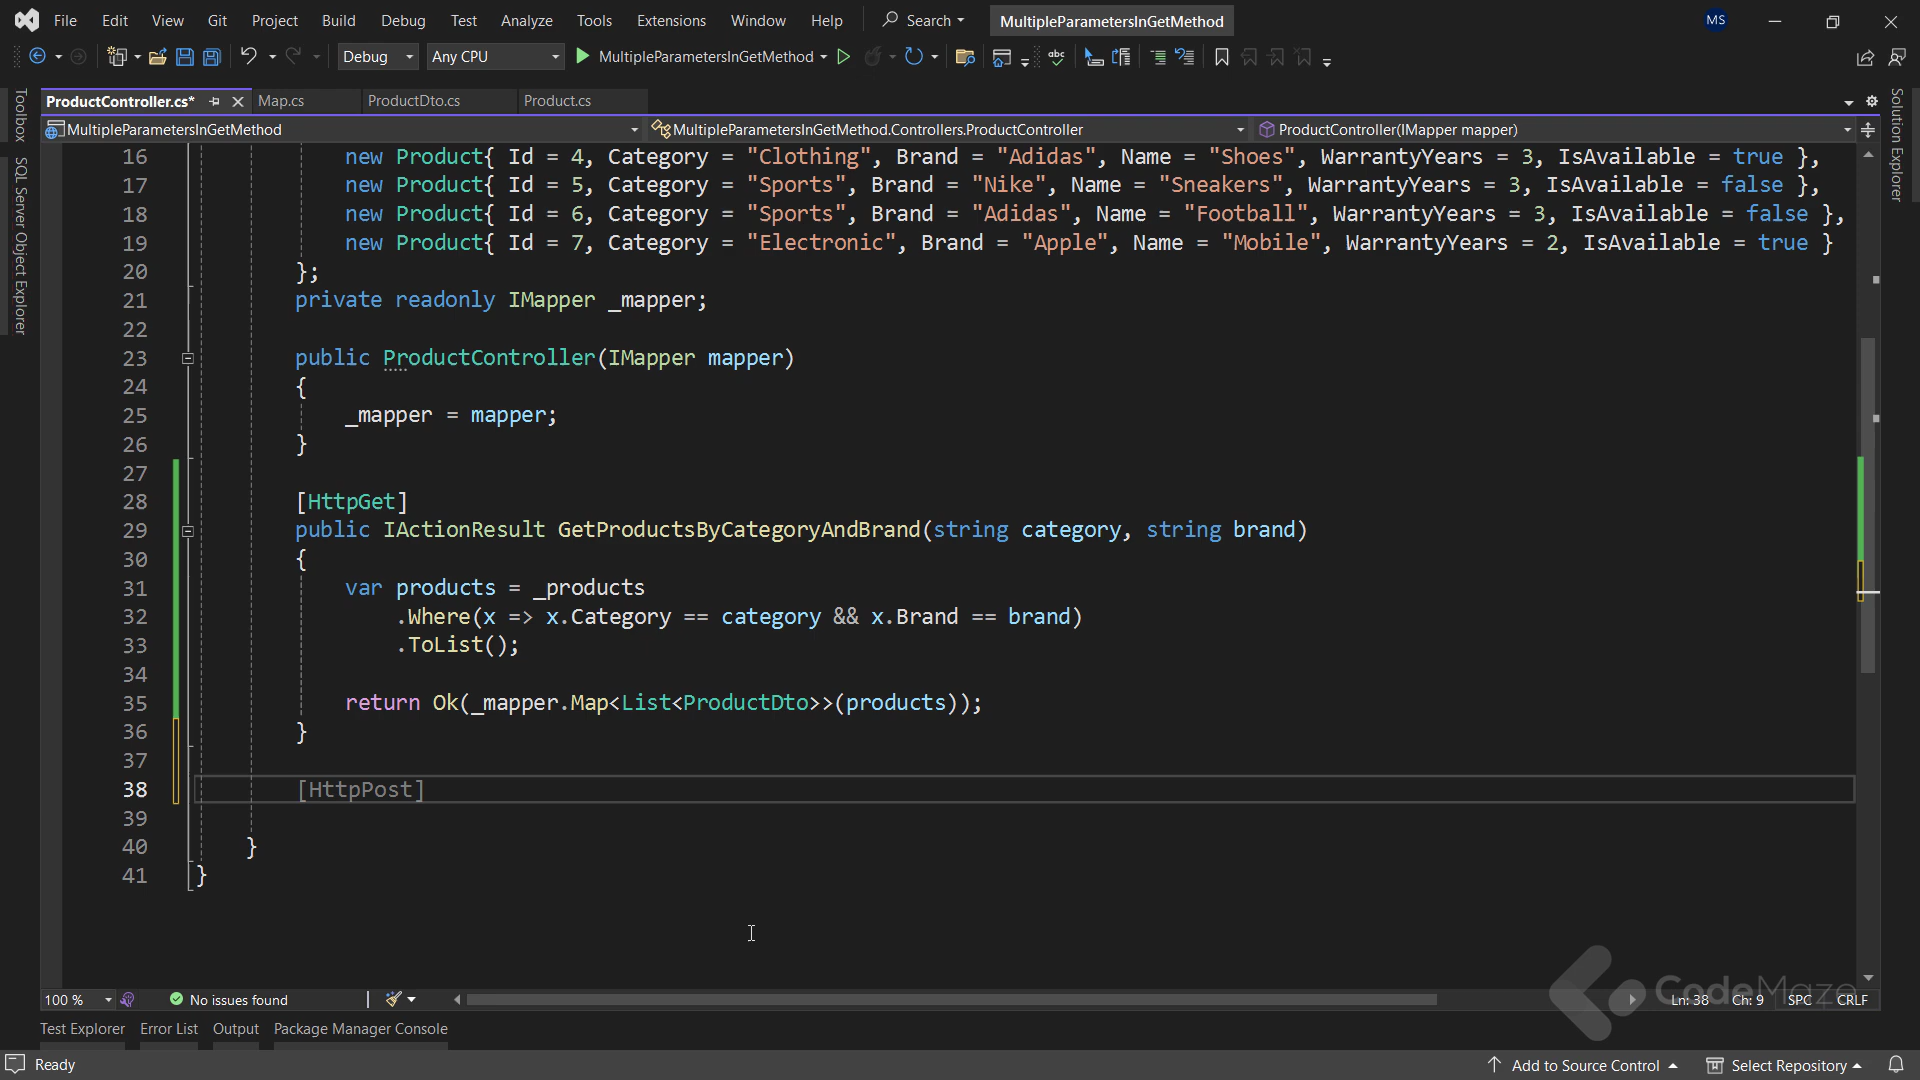 File Edit View Git Project Build Debug Test Analyze Tools Extensions Window Help Search MultipleParametersInGetMethod MS
Debug Any CPU MultipleParametersInGetMethod
Toolbox
SQL Server Object Explorer
Solution Explorer
ProductController.cs* Map.cs ProductDto.cs Product.cs
MultipleParametersInGetMethod MultipleParametersInGetMethod.Controllers.ProductController ProductController(IMapper mapper)
16 new Product{ Id = 4, Category = "Clothing", Brand = "Adidas", Name = "Shoes", WarrantyYears = 3, IsAvailable = true },
17 new Product{ Id = 5, Category = "Sports", Brand = "Nike", Name = "Sneakers", WarrantyYears = 3, IsAvailable = false },
18 new Product{ Id = 6, Category = "Sports", Brand = "Adidas", Name = "Football", WarrantyYears = 3, IsAvailable = false },
19 new Product{ Id = 7, Category = "Electronic", Brand = "Apple", Name = "Mobile", WarrantyYears = 2, IsAvailable = true }
20 };
21 private readonly IMapper _mapper;
22
23 public ProductController(IMapper mapper)
24 {
25 _mapper = mapper;
26 }
27
28 [HttpGet]
29 public IActionResult GetProductsByCategoryAndBrand(string category, string brand)
30 {
31 var products = _products
32 .Where(x => x.Category == category && x.Brand == brand)
33 .ToList();
34
35 return Ok(_mapper.Map<List<ProductDto>>(products));
36 }
37
38 [HttpPost]
39
40 }
41 }
100 % No issues found Ln: 38 Ch: 9 SPC CRLF
CodeMaze
Test Explorer Error List Output Package Manager Console
Ready Add to Source Control Select Repository